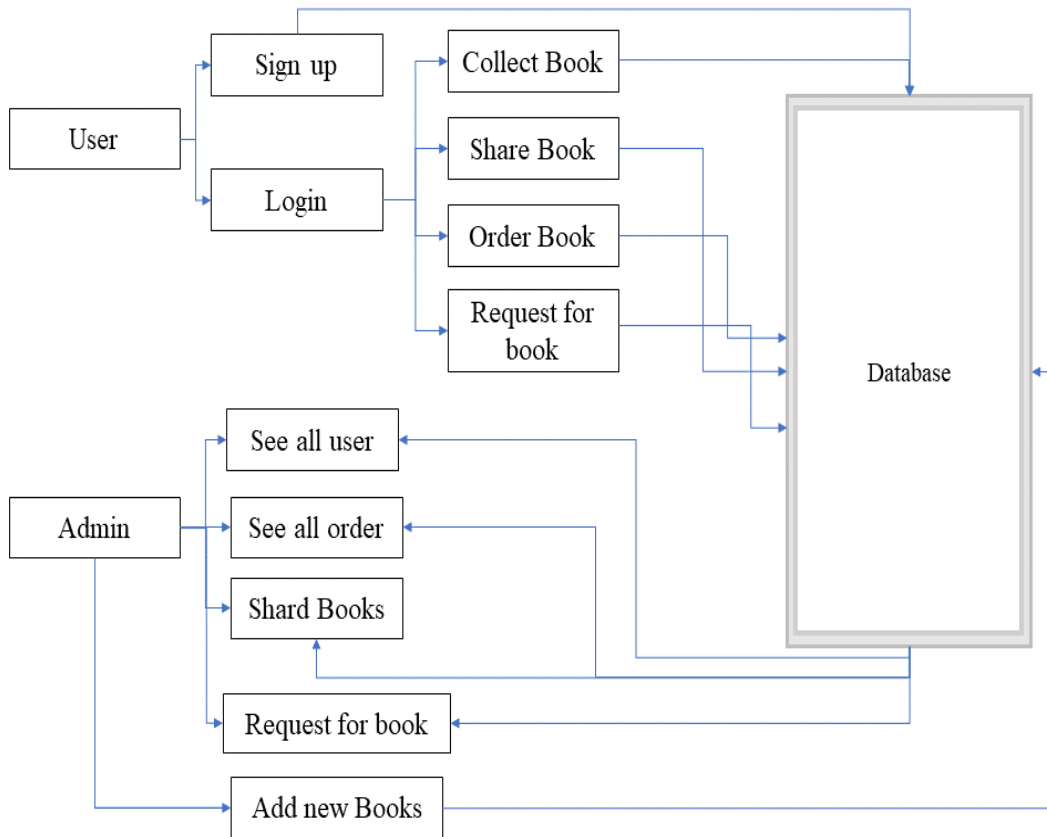 Sign up
User
Login
Collect Book
Share Book
Order Book
Request for
book
Database
See all user
Admin
See all order
Shard Books
Request for book
Add new Books